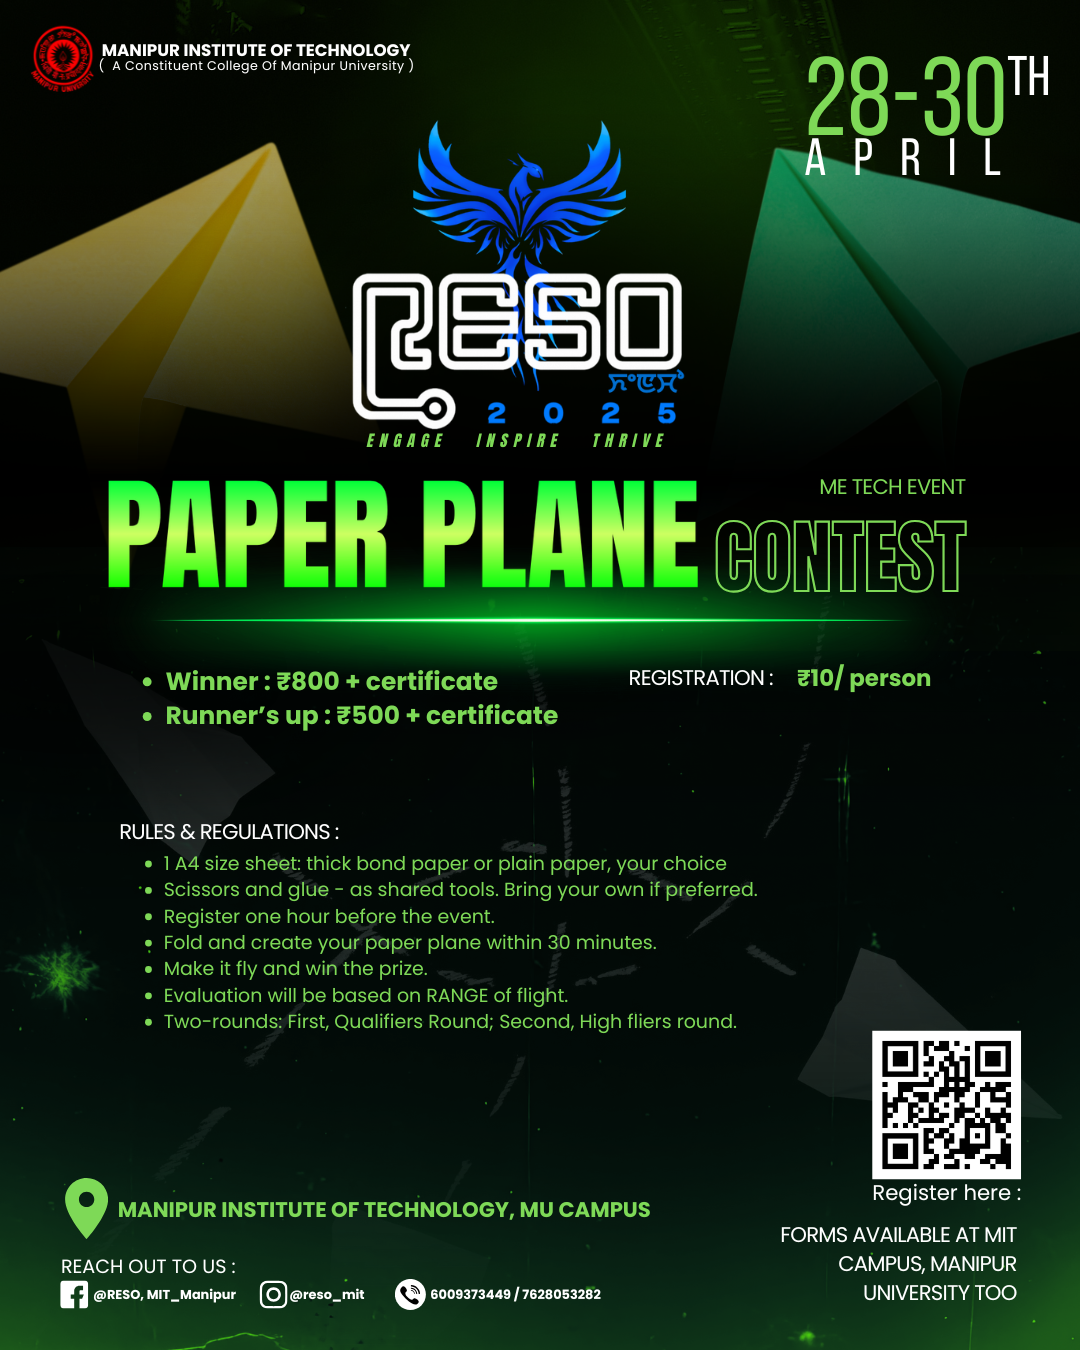 MANIPUR INSTITUTE OF TECHNOLOGY
( A Constituent College Of Manipur University )
28-30TH
APRIL
RESO
2025
ENGAGE INSPIRE THRIVE
PAPER PLANE
ME TECH EVENT
CONTEST
• Winner : ₹800 + certificate
• Runner’s up : ₹500 + certificate
REGISTRATION : ₹10/ person
RULES & REGULATIONS :
• 1 A4 size sheet: thick bond paper or plain paper, your choice
• Scissors and glue - as shared tools. Bring your own if preferred.
• Register one hour before the event.
• Fold and create your paper plane within 30 minutes.
• Make it fly and win the prize.
• Evaluation will be based on RANGE of flight.
• Two-rounds: First, Qualifiers Round; Second, High fliers round.
Register here :
FORMS AVAILABLE AT MIT
CAMPUS, MANIPUR
UNIVERSITY TOO
MANIPUR INSTITUTE OF TECHNOLOGY, MU CAMPUS
REACH OUT TO US :
@RESO, MIT_Manipur @reso_mit 6009373449 / 7628053282